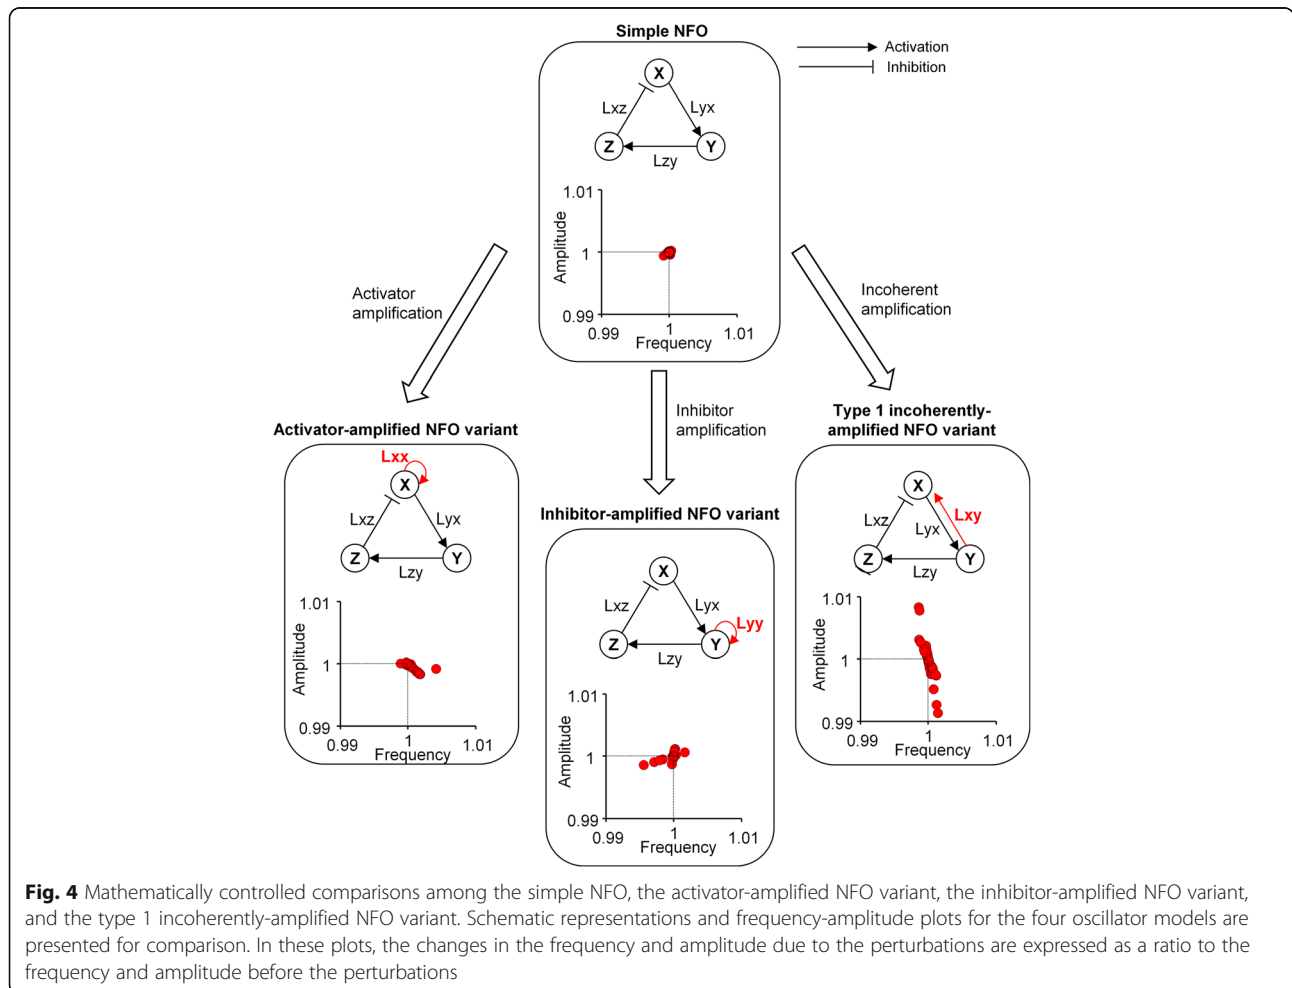 Simple NFO
Activation
Inhibition
X
Lxz
Lyx
Z
Y
Lzy
1.01
Amplitude
1
0.99
0.99
1
1.01
Frequency
Activator
amplification
Incoherent
amplification
Inhibitor
amplification
Activator-amplified NFO variant
Lxx
X
Lxz
Lyx
Z
Y
Lzy
1.01
Amplitude
1
0.99
0.99
1
1.01
Frequency
Inhibitor-amplified NFO variant
X
Lxz
Lyx
Lyy
Z
Y
Lzy
1.01
Amplitude
1
0.99
0.99
1
1.01
Frequency
Type 1 incoherently-
amplified NFO variant
X
Lxz
Lxy
Lyx
Z
Y
Lzy
1.01
Amplitude
1
0.99
0.99
1
1.01
Frequency
Fig. 4 Mathematically controlled comparisons among the simple NFO, the activator-amplified NFO variant, the inhibitor-amplified NFO variant,
and the type 1 incoherently-amplified NFO variant. Schematic representations and frequency-amplitude plots for the four oscillator models are
presented for comparison. In these plots, the changes in the frequency and amplitude due to the perturbations are expressed as a ratio to the
frequency and amplitude before the perturbations